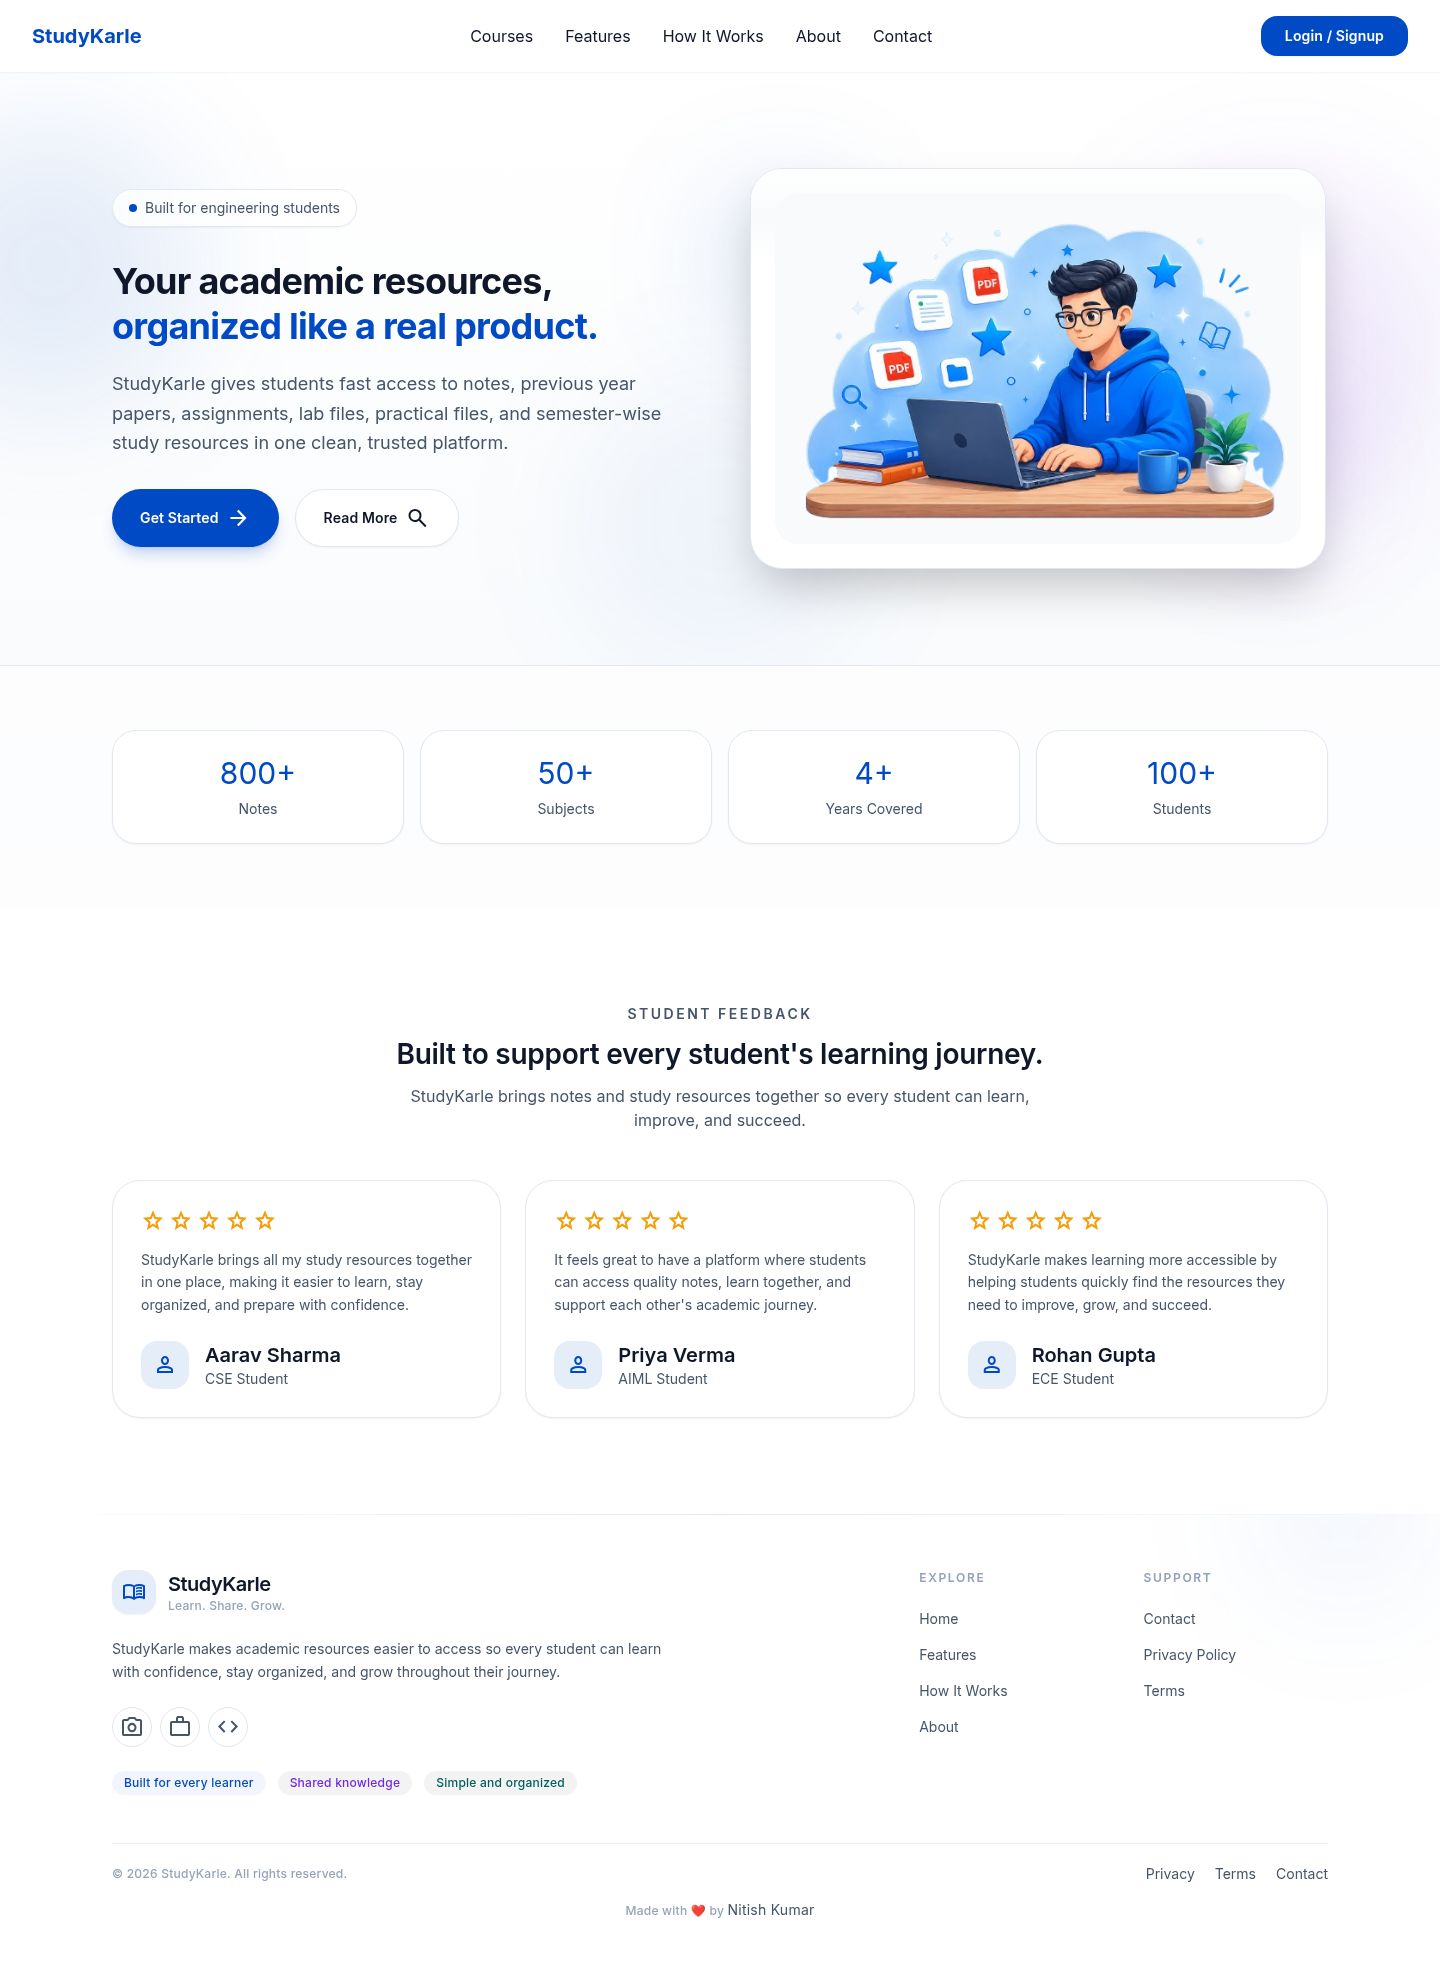 StudyKarle
Courses
Features
How It Works
About
Contact
Login / Signup
Built for engineering students
Your academic resources,
organized like a real product.
StudyKarle gives students fast access to notes, previous year
papers, assignments, lab files, practical files, and semester-wise
study resources in one clean, trusted platform.
Get Started
Read More
PDF
PDF
800+
Notes
50+
Subjects
4+
Years Covered
100+
Students
STUDENT FEEDBACK
Built to support every student's learning journey.
StudyKarle brings notes and study resources together so every student can learn,
improve, and succeed.
StudyKarle brings all my study resources together
in one place, making it easier to learn, stay
organized, and prepare with confidence.
Aarav Sharma
CSE Student
It feels great to have a platform where students
can access quality notes, learn together, and
support each other's academic journey.
Priya Verma
AIML Student
StudyKarle makes learning more accessible by
helping students quickly find the resources they
need to improve, grow, and succeed.
Rohan Gupta
ECE Student
StudyKarle
Learn. Share. Grow.
StudyKarle makes academic resources easier to access so every student can learn
with confidence, stay organized, and grow throughout their journey.
Built for every learner
Shared knowledge
Simple and organized
EXPLORE
Home
Features
How It Works
About
SUPPORT
Contact
Privacy Policy
Terms
© 2026 StudyKarle. All rights reserved.
Privacy
Terms
Contact
Made with ❤️ by Nitish Kumar